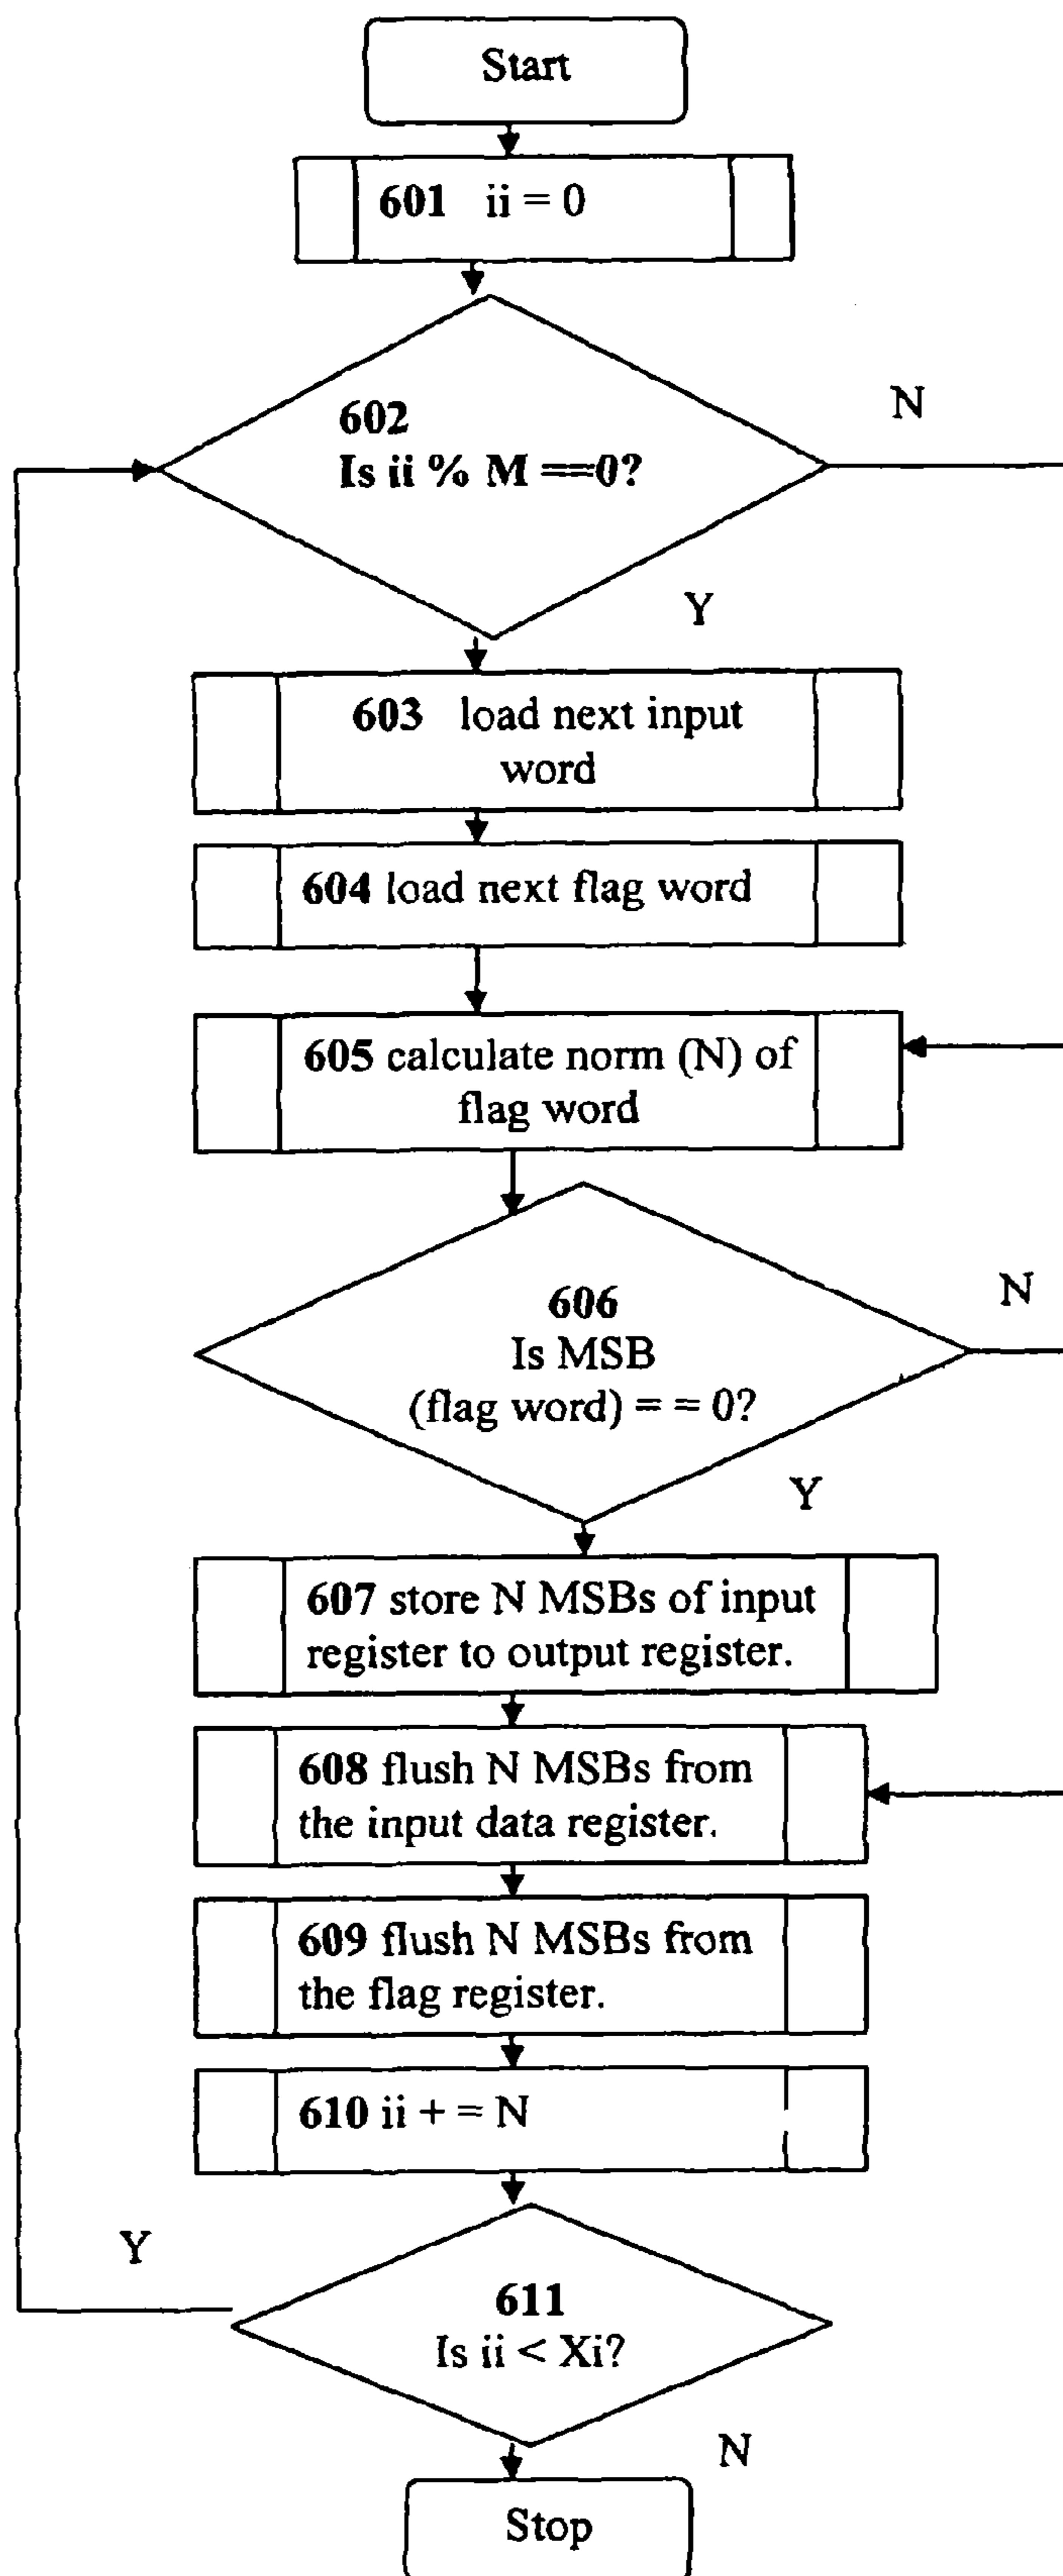 Start
601 ii = 0
602
Is ii % M ==0?
N
Y
603 load next input
word
604 load next flag word
605 calculate norm (N) of
flag word
606
Is MSB
(flag word) = = 0?
N
Y
607 store N MSBs of input
register to output register.
608 flush N MSBs from
the input data register.
609 flush N MSBs from
the flag register.
610 ii + = N
Y
611
Is ii < Xi?
N
Stop